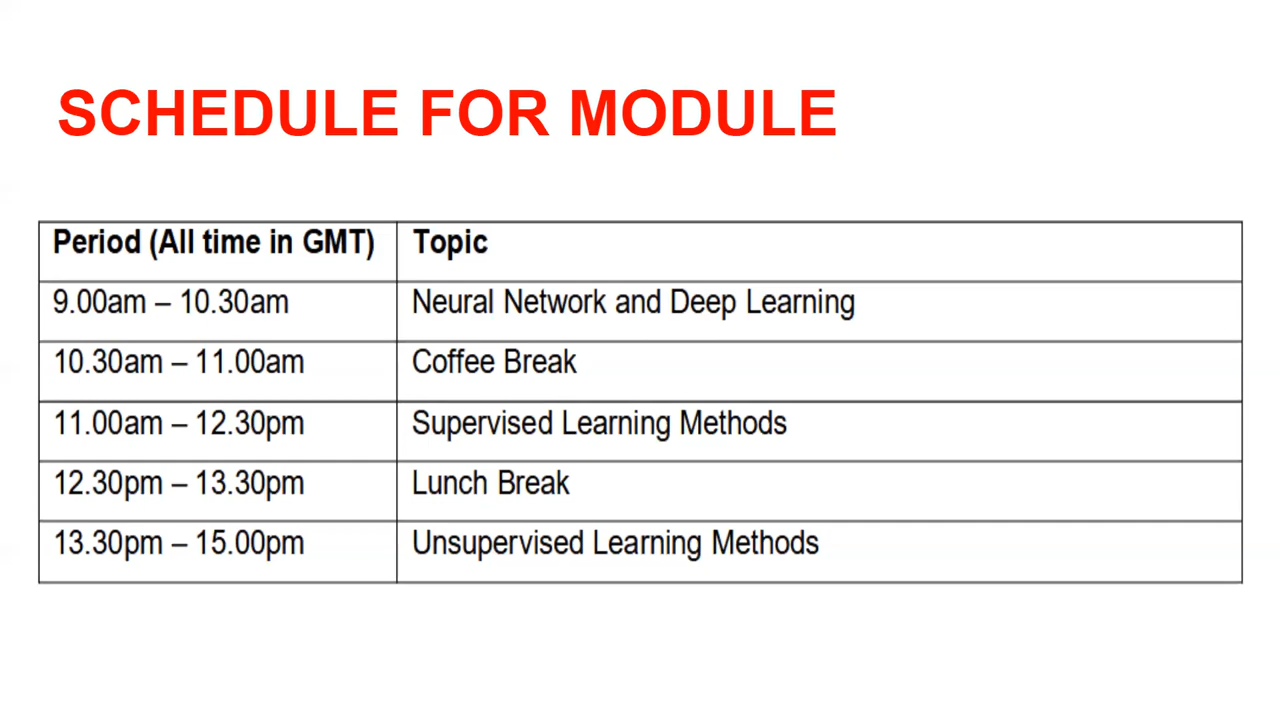 SCHEDULE FOR MODULE
Period (All time in GMT) Topic
9.00am – 10.30am Neural Network and Deep Learning
10.30am – 11.00am Coffee Break
11.00am – 12.30pm Supervised Learning Methods
12.30pm – 13.30pm Lunch Break
13.30pm – 15.00pm Unsupervised Learning Methods